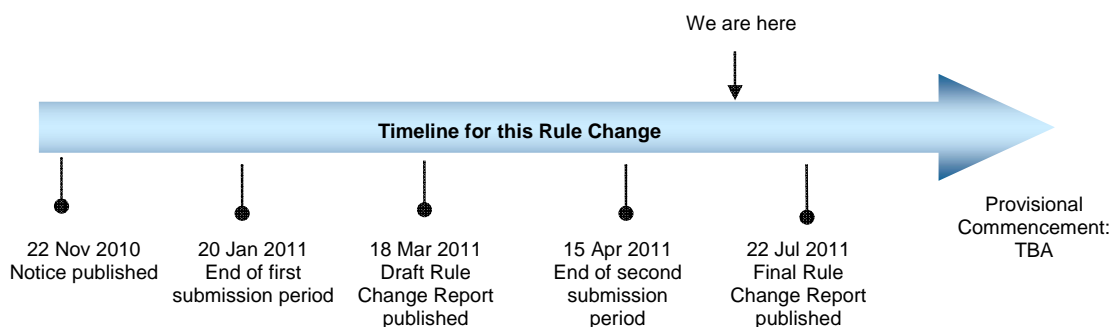 We are here
Timeline for this Rule Change
22 Nov 2010
Notice published
20 Jan 2011
End of first
submission period
18 Mar 2011
Draft Rule
Change Report
published
15 Apr 2011
End of second
submission
period
22 Jul 2011
Final Rule
Change Report
published
Provisional
Commencement:
TBA